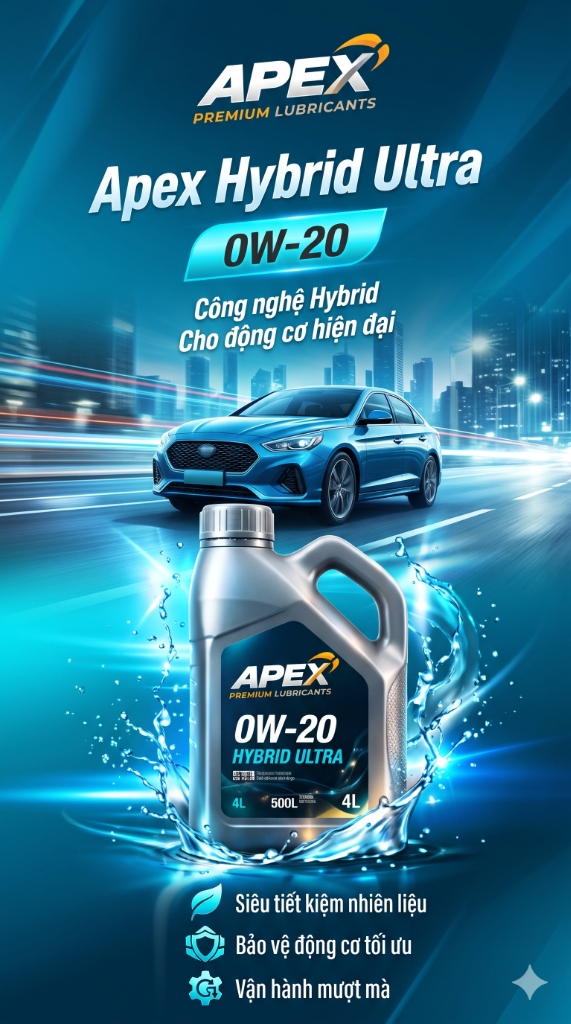 APEX
PREMIUM LUBRICANTS
Apex Hybrid Ultra
0W-20
Công nghệ Hybrid
Cho động cơ hiện đại
APEX
PREMIUM LUBRICANTS
0W-20
HYBRID ULTRA
4L 500L 4L
Siêu tiết kiệm nhiên liệu
Bảo vệ động cơ tối ưu
Vận hành mượt mà